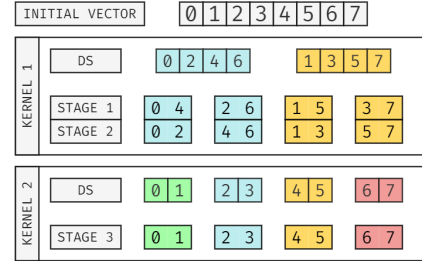 INITIAL VECTOR 0 1 2 3 4 5 6 7
KERNEL 1
DS 0 2 4 6 1 3 5 7
STAGE 1 0 4 2 6 1 5 3 7
STAGE 2 0 2 4 6 1 3 5 7
KERNEL 2
DS 0 1 2 3 4 5 6 7
STAGE 3 0 1 2 3 4 5 6 7